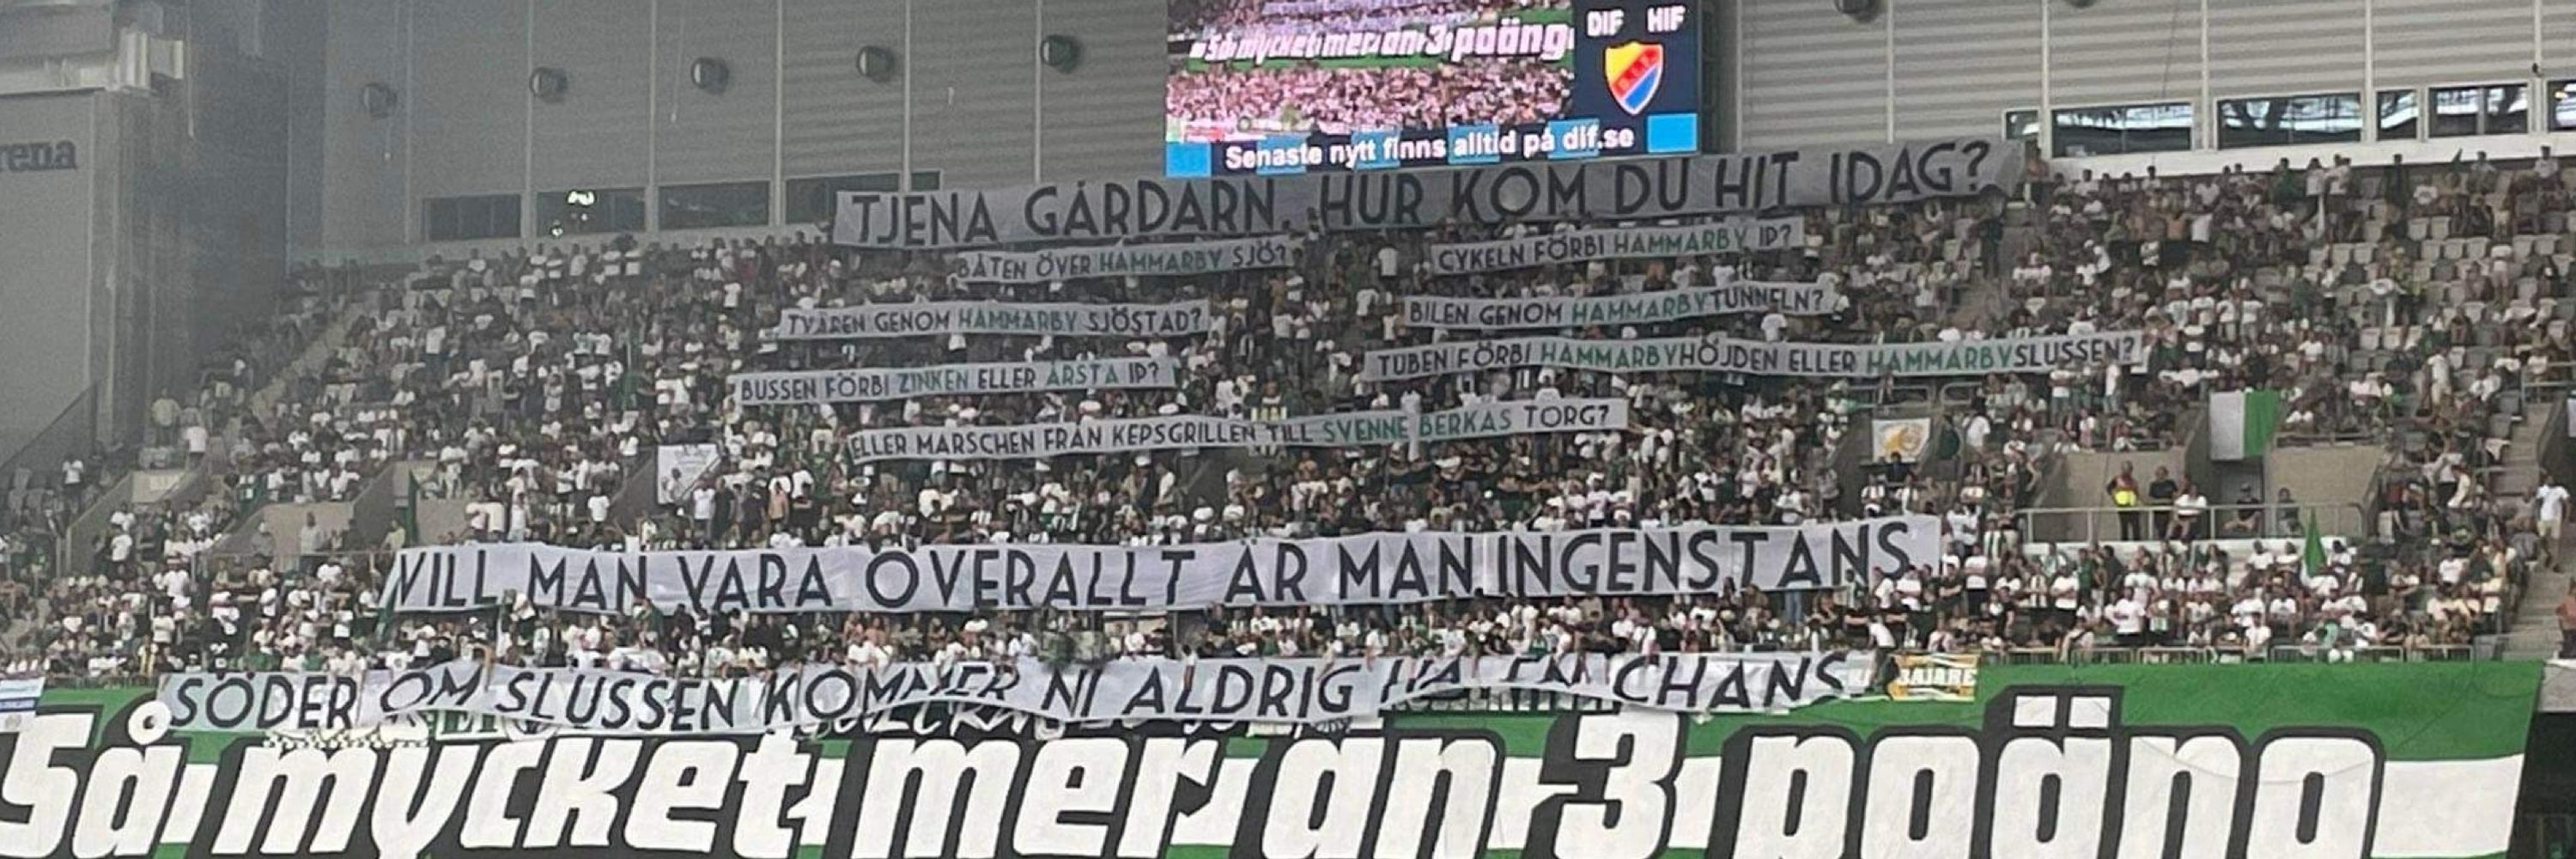 Så mycket mer än 3 poäng
DIF HIF
Senaste nytt finns alltid på dif.se
rena
TJENA GÄRDARN, HUR KOM DU HIT IDAG?
BÅTEN ÖVER HAMMARBY SJÖ?
CYKELN FÖRBI HAMMARBY IP?
TVÄREN GENOM HAMMARBY SJÖSTAD?
BILEN GENOM HAMMARBYTUNNELN?
BUSSEN FÖRBI ZINKEN ELLER ÅRSTA IP?
TUBEN FÖRBI HAMMARBYHÖJDEN ELLER HAMMARBYSLUSSEN?
ELLER MARSCHEN FRÅN KEPSGRILLEN TILL SVENNE BERKAS TORG?
VILL MAN VARA ÖVERALLT ÄR MAN INGENSTANS
SÖDER OM SLUSSEN KOMMER NI ALDRIG HA EN CHANS
BAJARE
Så mycket mer än 3 poäng